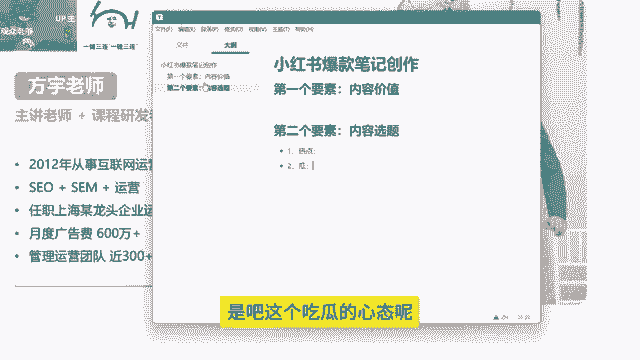 UP主
一键三连 一键三连
方宇老师
主讲老师 + 课程研发
2012年从事互联网运营
SEO + SEM + 运营
任职上海某龙头企业运
月度广告费 600万+
管理运营团队 近300+
文件(F) 编辑(E) 段落(P) 格式(O) 视图(V) 主题(T) 帮助(H)
文件 大纲
小红书爆款笔记创作
第一个要素：内容价值
第二个要素：内容选题
小红书爆款笔记创作
第一个要素：内容价值
第二个要素：内容选题
1、热点：
2、瓜：
是吧这个吃瓜的心态呢